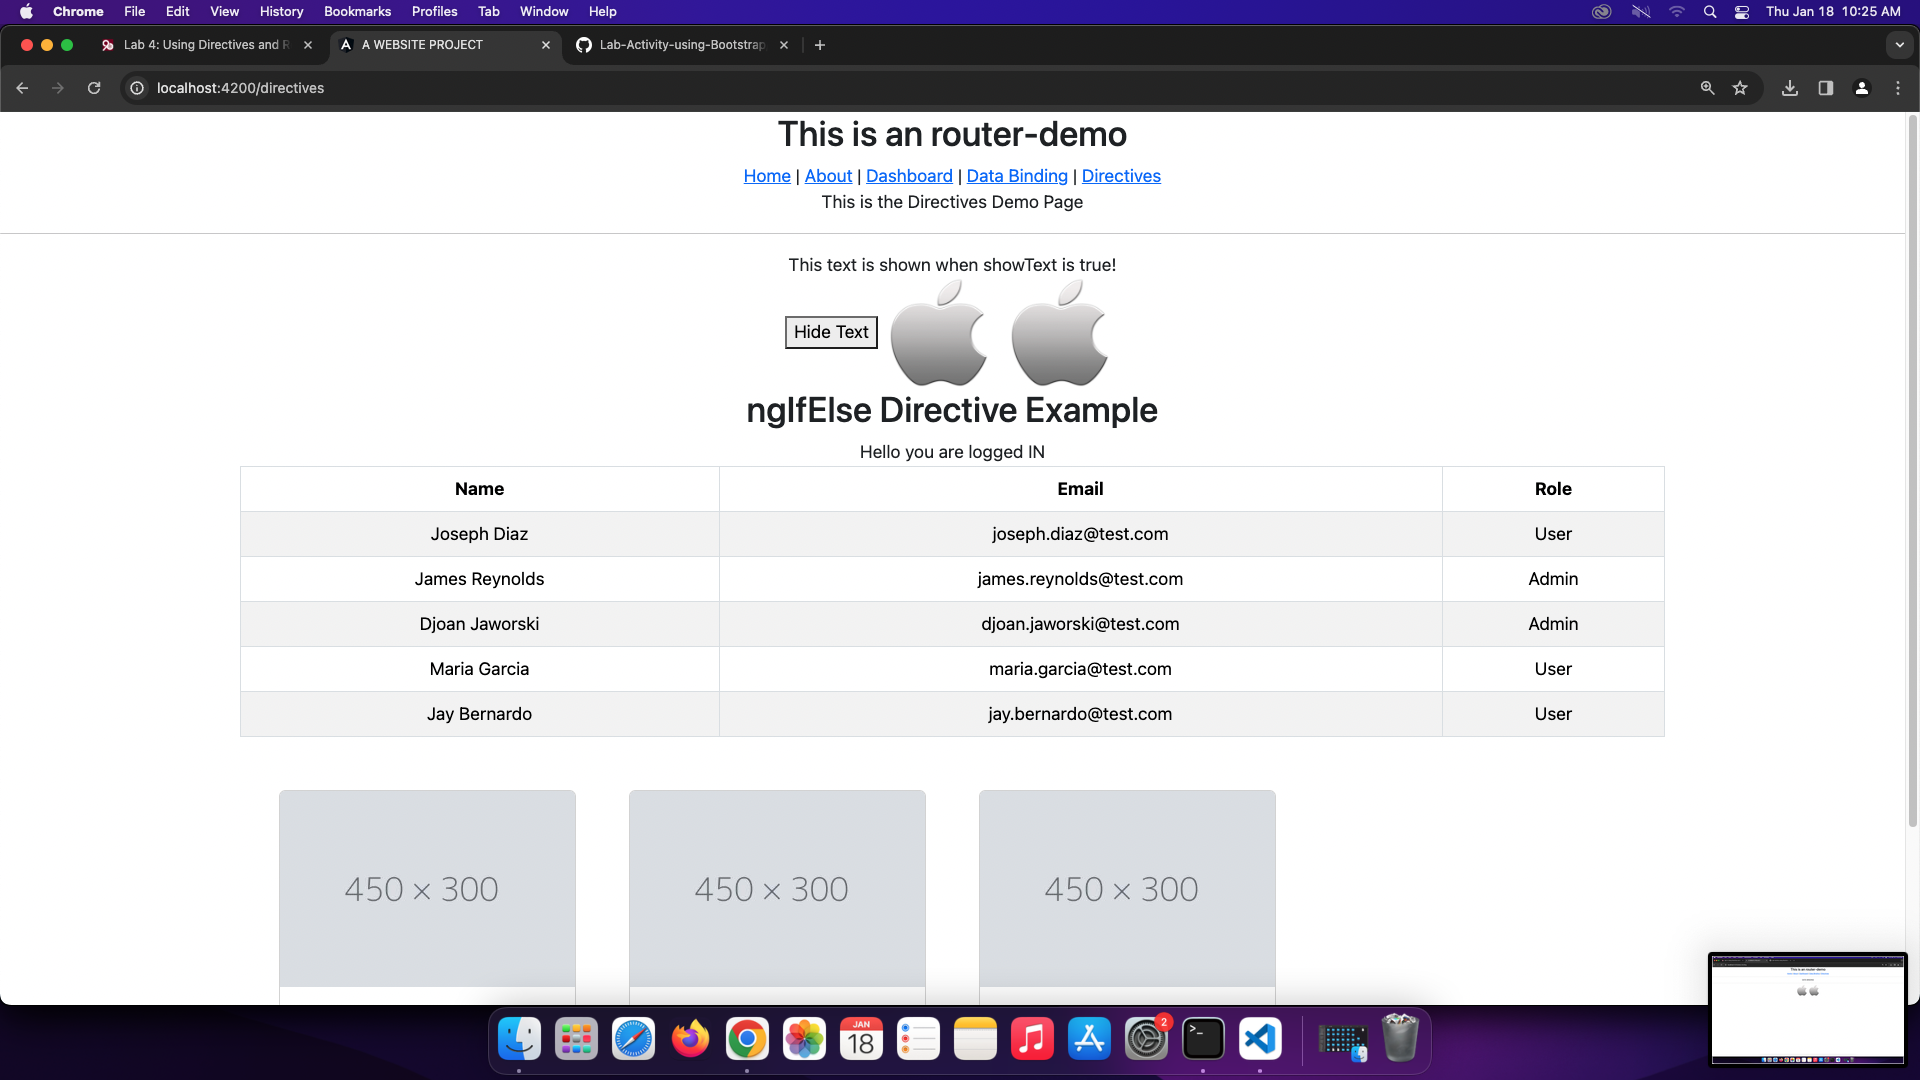 Chrome File Edit View History Bookmarks Profiles Tab Window Help Thu Jan 18 10:25 AM
Lab 4: Using Directives and R
A WEBSITE PROJECT
Lab-Activity-using-Bootstrap
localhost:4200/directives
This is an router-demo
Home | About | Dashboard | Data Binding | Directives
This is the Directives Demo Page
This text is shown when showText is true!
Hide Text
ngIfElse Directive Example
Hello you are logged IN
Name Email Role
Joseph Diaz joseph.diaz@test.com User
James Reynolds james.reynolds@test.com Admin
Djoan Jaworski djoan.jaworski@test.com Admin
Maria Garcia maria.garcia@test.com User
Jay Bernardo jay.bernardo@test.com User
450 × 300 450 × 300 450 × 300
JAN
18
2